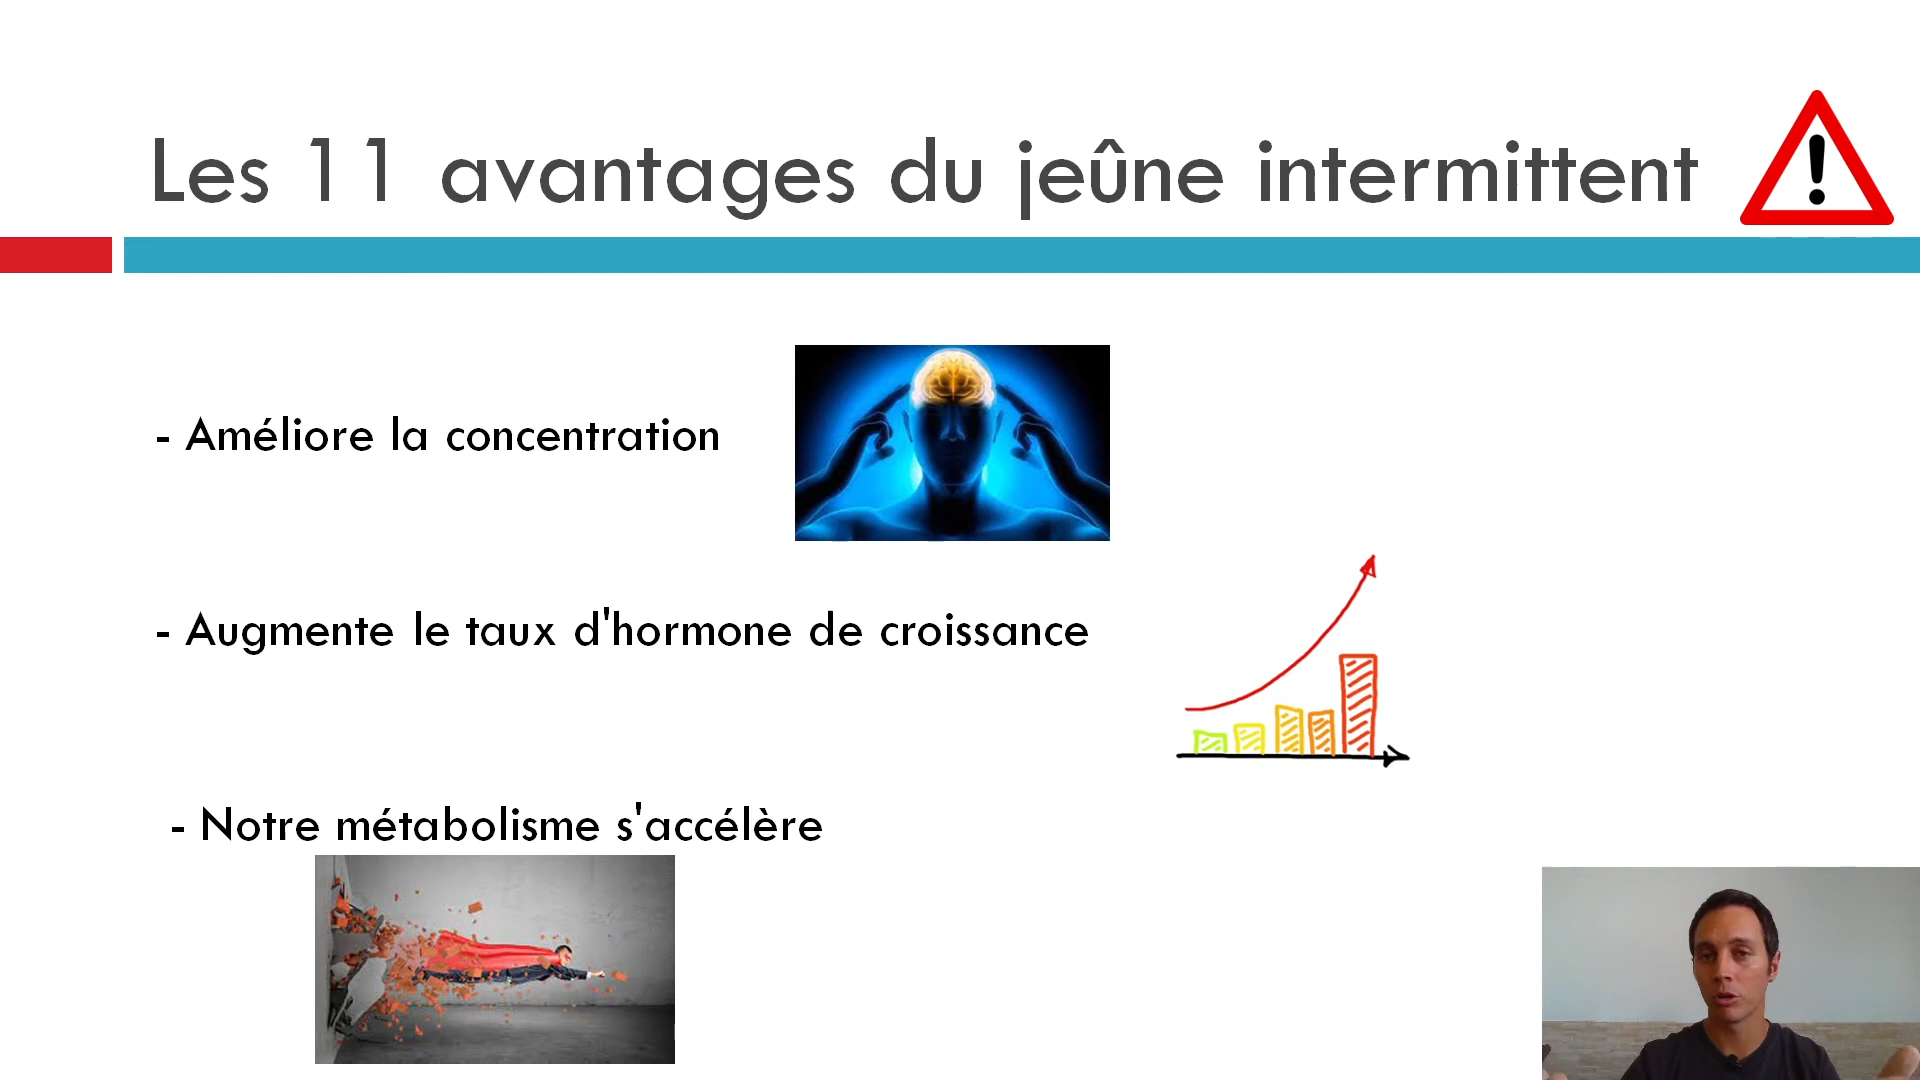 Les 11 avantages du jeûne intermittent
- Améliore la concentration
- Augmente le taux d'hormone de croissance
- Notre métabolisme s'accélère